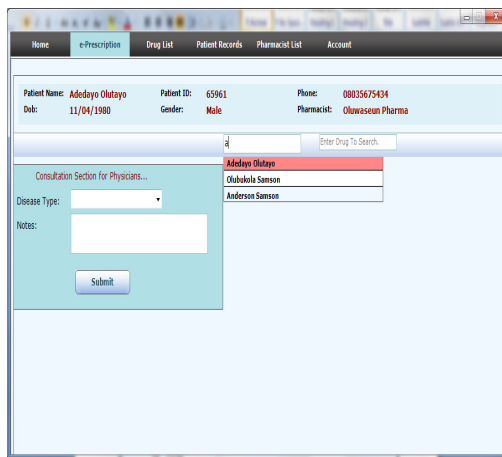 Home e-Prescription Drug List Patient Records Pharmacist List Account
Patient Name: Adedayo Olutayo Patient ID: 65961 Phone: 08035675434
Dob: 11/04/1980 Gender: Male Pharmacist: Oluwaseun Pharma
a Enter Drug To Search.
Adedayo Olutayo
Olubukola Samson
Anderson Samson
Consultation Section for Physicians...
Disease Type:
Notes:
Submit